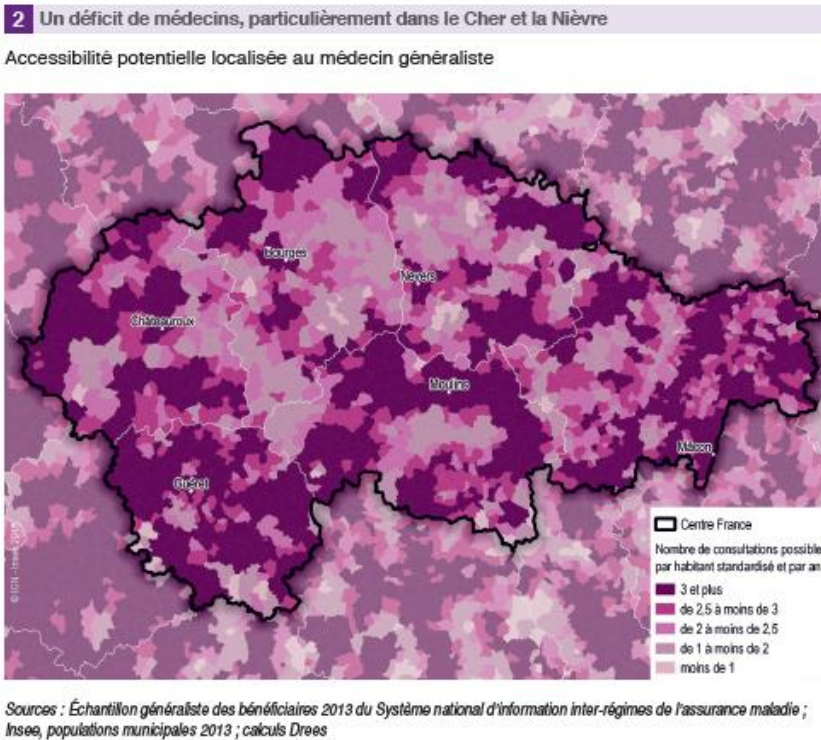 2 Un déficit de médecins, particulièrement dans le Cher et la Nièvre
Accessibilité potentielle localisée au médecin généraliste
Bourges
Nevers
Châteauroux
Moulins
Mâcon
Guéret
Centre France
Nombre de consultations possible
par habitant standardisé et par an
3 et plus
de 2,5 à moins de 3
de 2 à moins de 2,5
de 1 à moins de 2
moins de 1
Sources : Échantillon généraliste des bénéficiaires 2013 du Système national d'information inter-régimes de l'assurance maladie ;
Insee, populations municipales 2013 ; calculs Drees